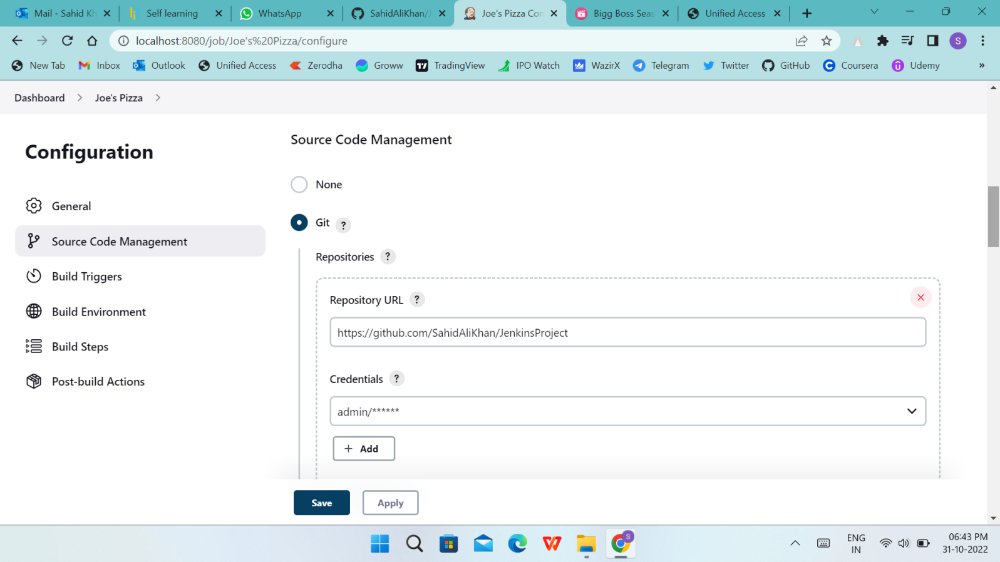 Mail - Sahid Kh
Self learning
WhatsApp
SahidAliKhan/J
Joe's Pizza Con
Bigg Boss Seas
Unified Access
S
localhost:8080/job/Joe's%20Pizza/configure
S
New Tab
Inbox
Outlook
Unified Access
Zerodha
Groww
TradingView
IPO Watch
WazirX
Telegram
Twitter
GitHub
Coursera
Udemy
»
Dashboard > Joe's Pizza >
Configuration
General
Source Code Management
Build Triggers
Build Environment
Build Steps
Post-build Actions
Source Code Management
None
Git ?
Repositories ?
Repository URL ?
https://github.com/SahidAliKhan/JenkinsProject
Credentials ?
admin/******
+ Add
Save
Apply
ENG
IN
06:43 PM
31-10-2022